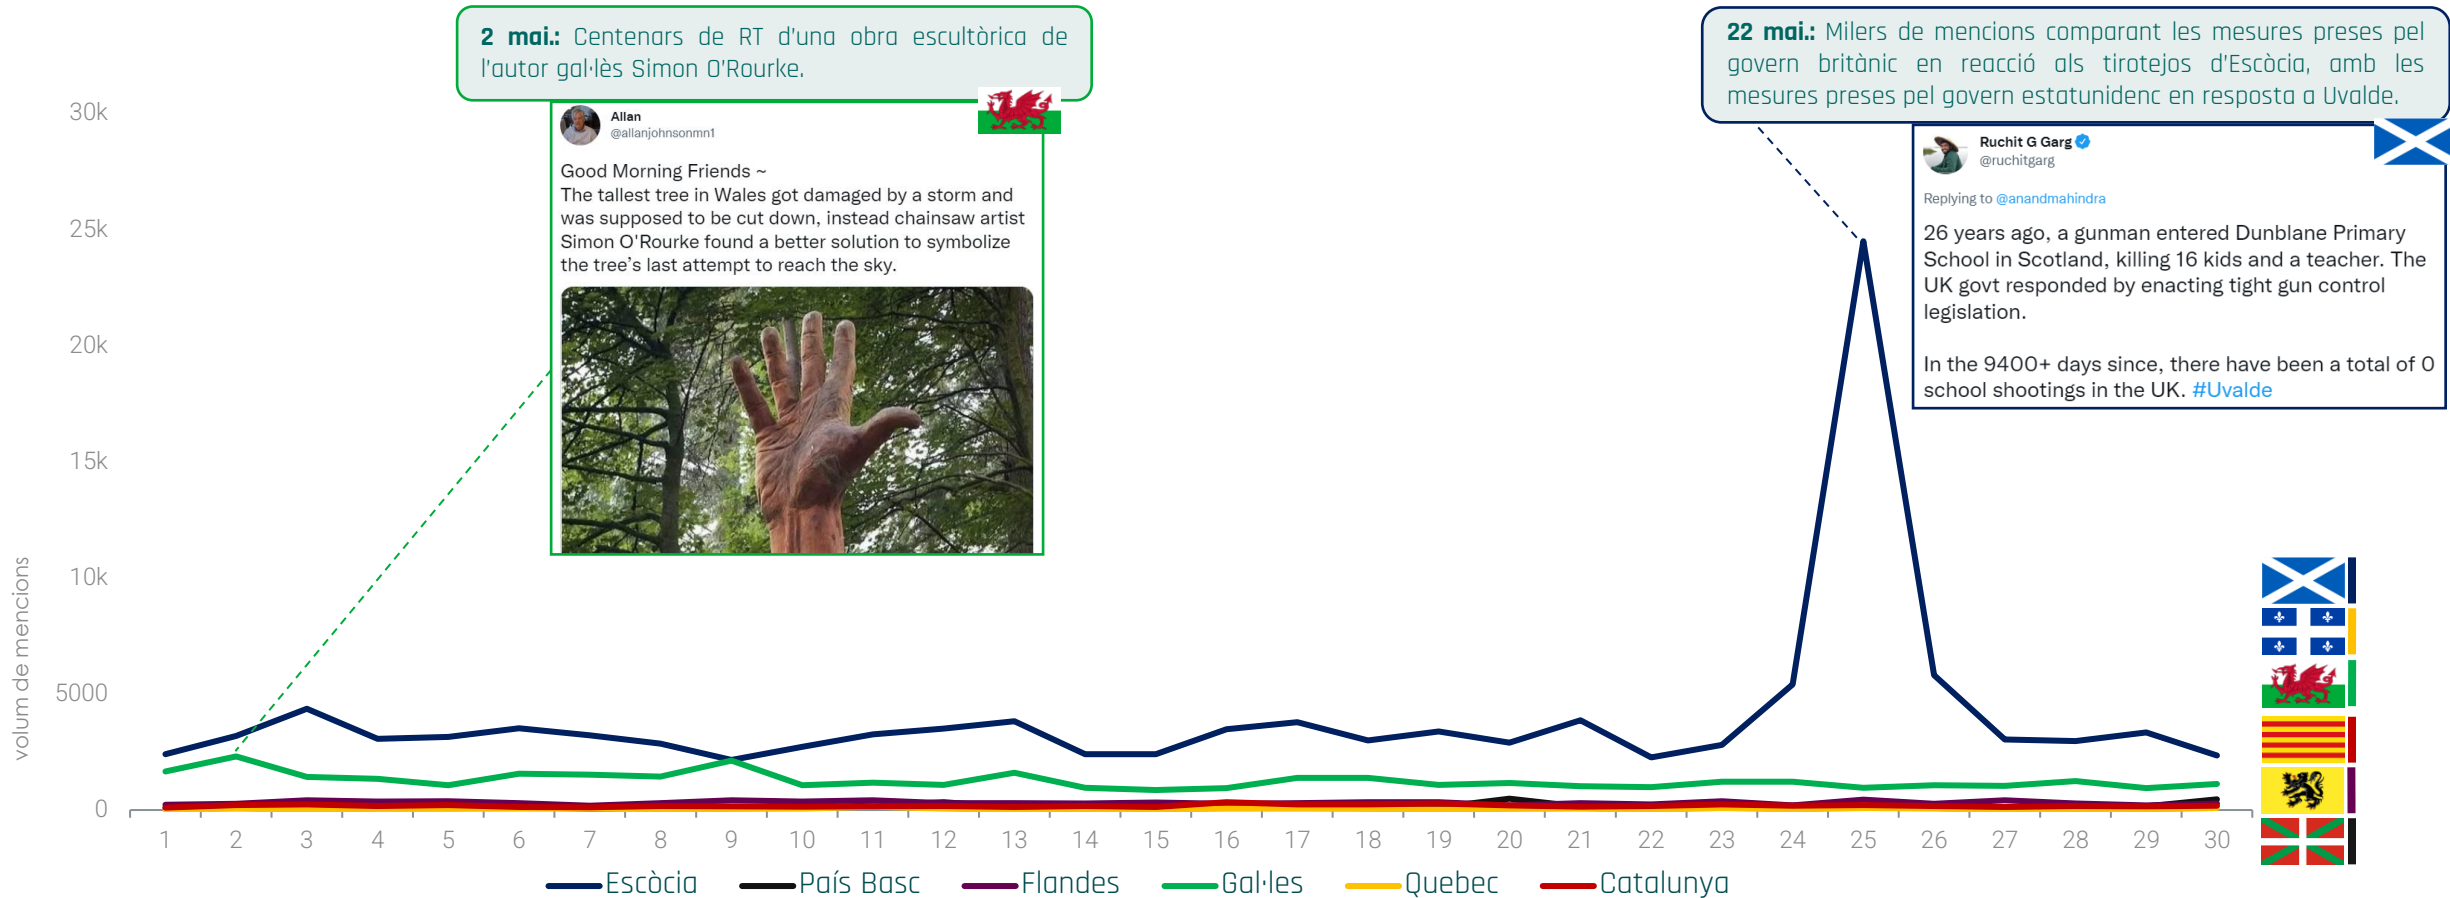 2 mai.: Centenars de RT d'una obra escultòrica de
l'autor gal·lès Simon O'Rourke.
22 mai.: Milers de mencions comparant les mesures preses pel
govern britànic en reacció als tirotejos d'Escòcia, amb les
mesures preses pel govern estatunidenc en resposta a Uvalde.
Allan
@allanjohnsonmn1
Good Morning Friends ~
The tallest tree in Wales got damaged by a storm and
was supposed to be cut down, instead chainsaw artist
Simon O'Rourke found a better solution to symbolize
the tree's last attempt to reach the sky.
Ruchit G Garg
@ruchitgarg
Replying to @anandmahindra
26 years ago, a gunman entered Dunblane Primary
School in Scotland, killing 16 kids and a teacher. The
UK govt responded by enacting tight gun control
legislation.
In the 9400+ days since, there have been a total of 0
school shootings in the UK. #Uvalde
volum de mencions
30k
25k
20k
15k
10k
5000
0
1 2 3 4 5 6 7 8 9 10 11 12 13 14 15 16 17 18 19 20 21 22 23 24 25 26 27 28 29 30
Escòcia País Basc Flandes Gal·les Quebec Catalunya